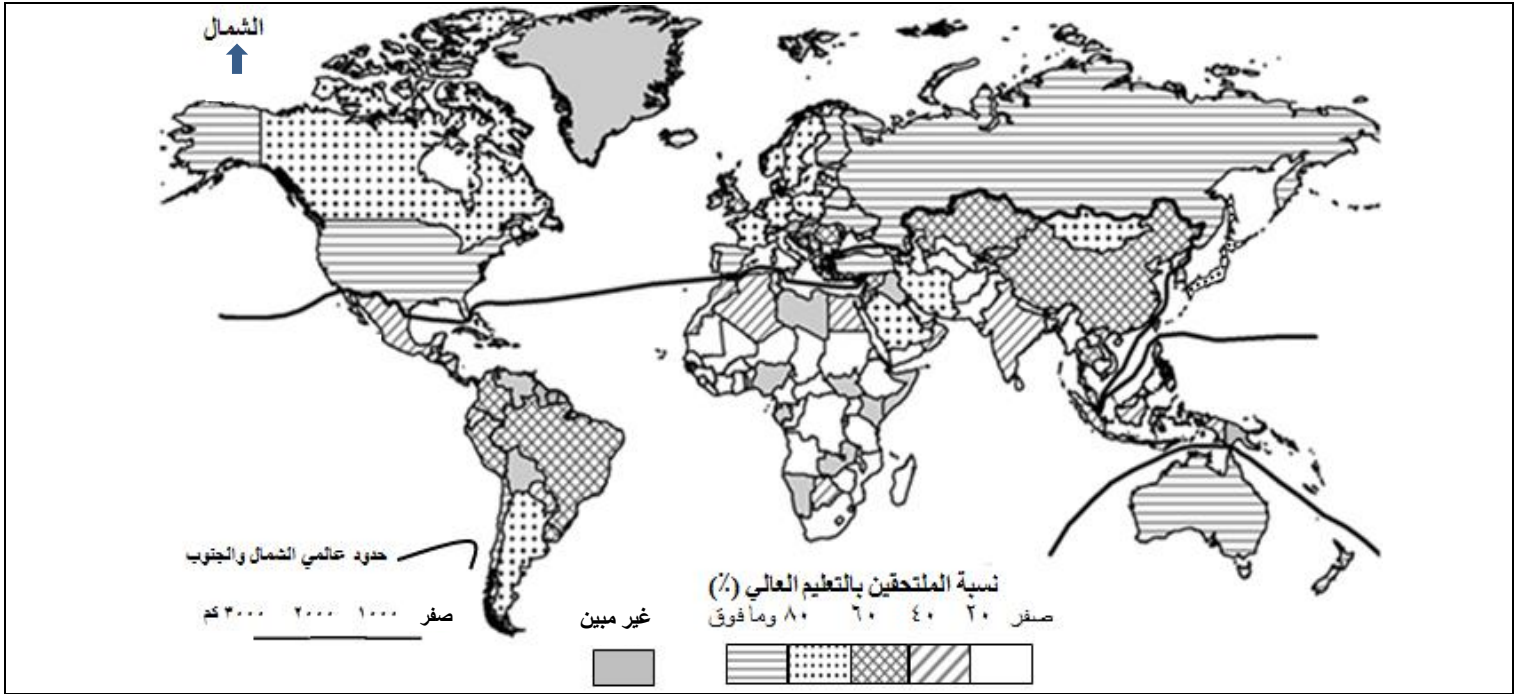 الشمال
حدود عالمي الشمال والجنوب
صفر ١٠٠٠ ٢٠٠٠ ٣٠٠٠ كم
غير مبين
نسبة الملتحقين بالتعليم العالي (٪)
صفر ٢٠ ٤٠ ٦٠ ٨٠ وما فوق